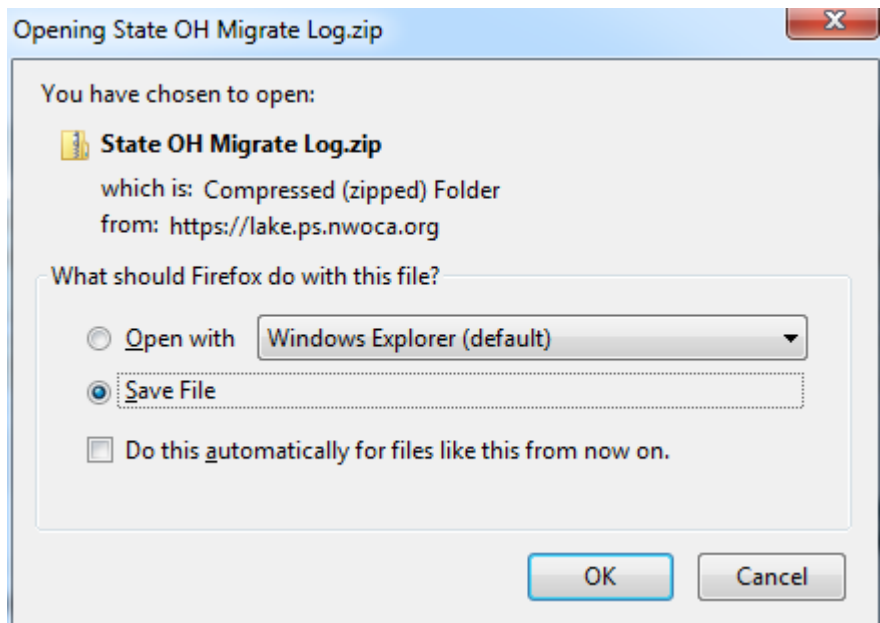 Opening State OH Migrate Log.zip
You have chosen to open:
State OH Migrate Log.zip
which is: Compressed (zipped) Folder
from: https://lake.ps.nwoca.org
What should Firefox do with this file?
Open with Windows Explorer (default)
Save File
Do this automatically for files like this from now on.
OK Cancel